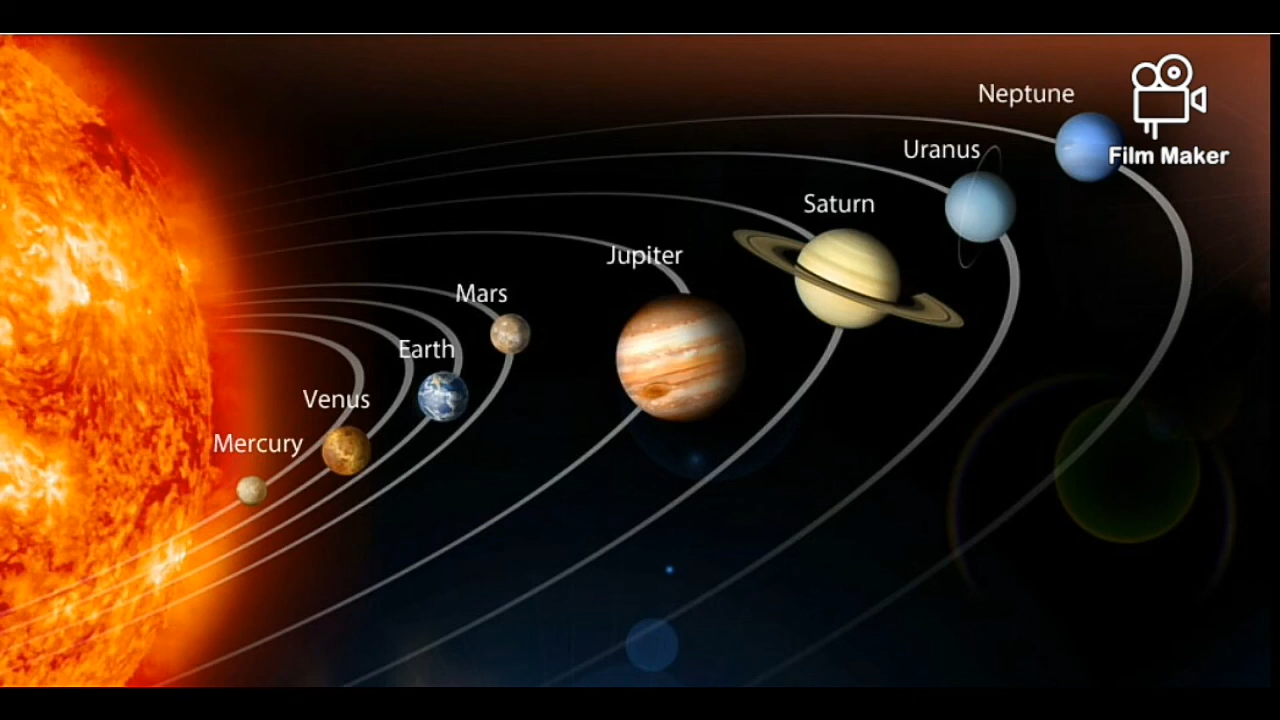 Neptune
Uranus
Saturn
Jupiter
Mars
Earth
Venus
Mercury
Film Maker